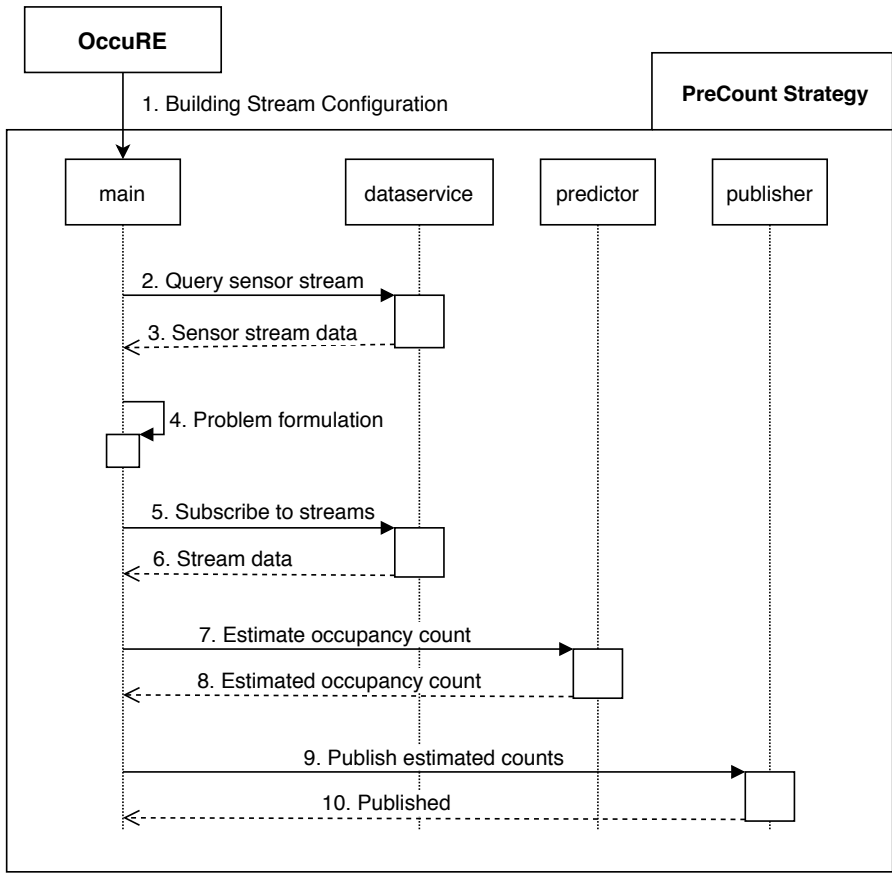 OccuRE
1. Building Stream Configuration
PreCount Strategy
main
dataservice
predictor
publisher
2. Query sensor stream
3. Sensor stream data
4. Problem formulation
5. Subscribe to streams
6. Stream data
7. Estimate occupancy count
8. Estimated occupancy count
9. Publish estimated counts
10. Published